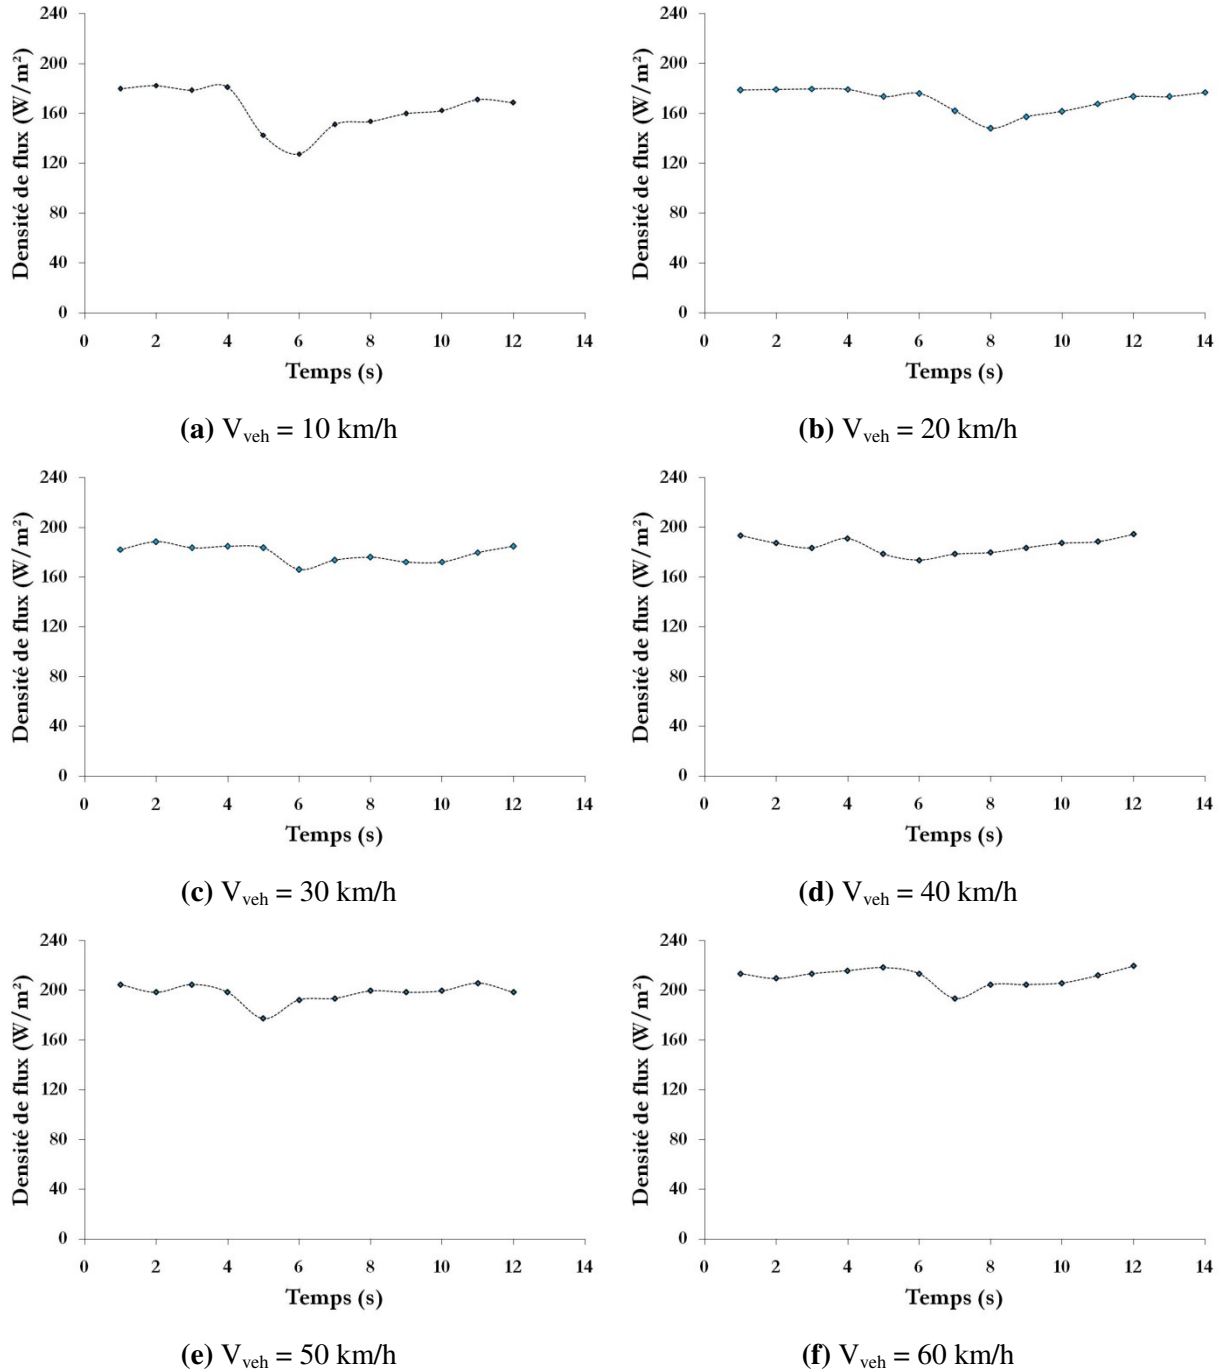 Densité de flux (W/m²)
240
200
160
120
80
40
0
0 2 4 6 8 10 12 14
Temps (s)
(a) Vveh = 10 km/h
Densité de flux (W/m²)
240
200
160
120
80
40
0
0 2 4 6 8 10 12 14
Temps (s)
(b) Vveh = 20 km/h
Densité de flux (W/m²)
240
200
160
120
80
40
0
0 2 4 6 8 10 12 14
Temps (s)
(c) Vveh = 30 km/h
Densité de flux (W/m²)
240
200
160
120
80
40
0
0 2 4 6 8 10 12 14
Temps (s)
(d) Vveh = 40 km/h
Densité de flux (W/m²)
240
200
160
120
80
40
0
0 2 4 6 8 10 12 14
Temps (s)
(e) Vveh = 50 km/h
Densité de flux (W/m²)
240
200
160
120
80
40
0
0 2 4 6 8 10 12 14
Temps (s)
(f) Vveh = 60 km/h